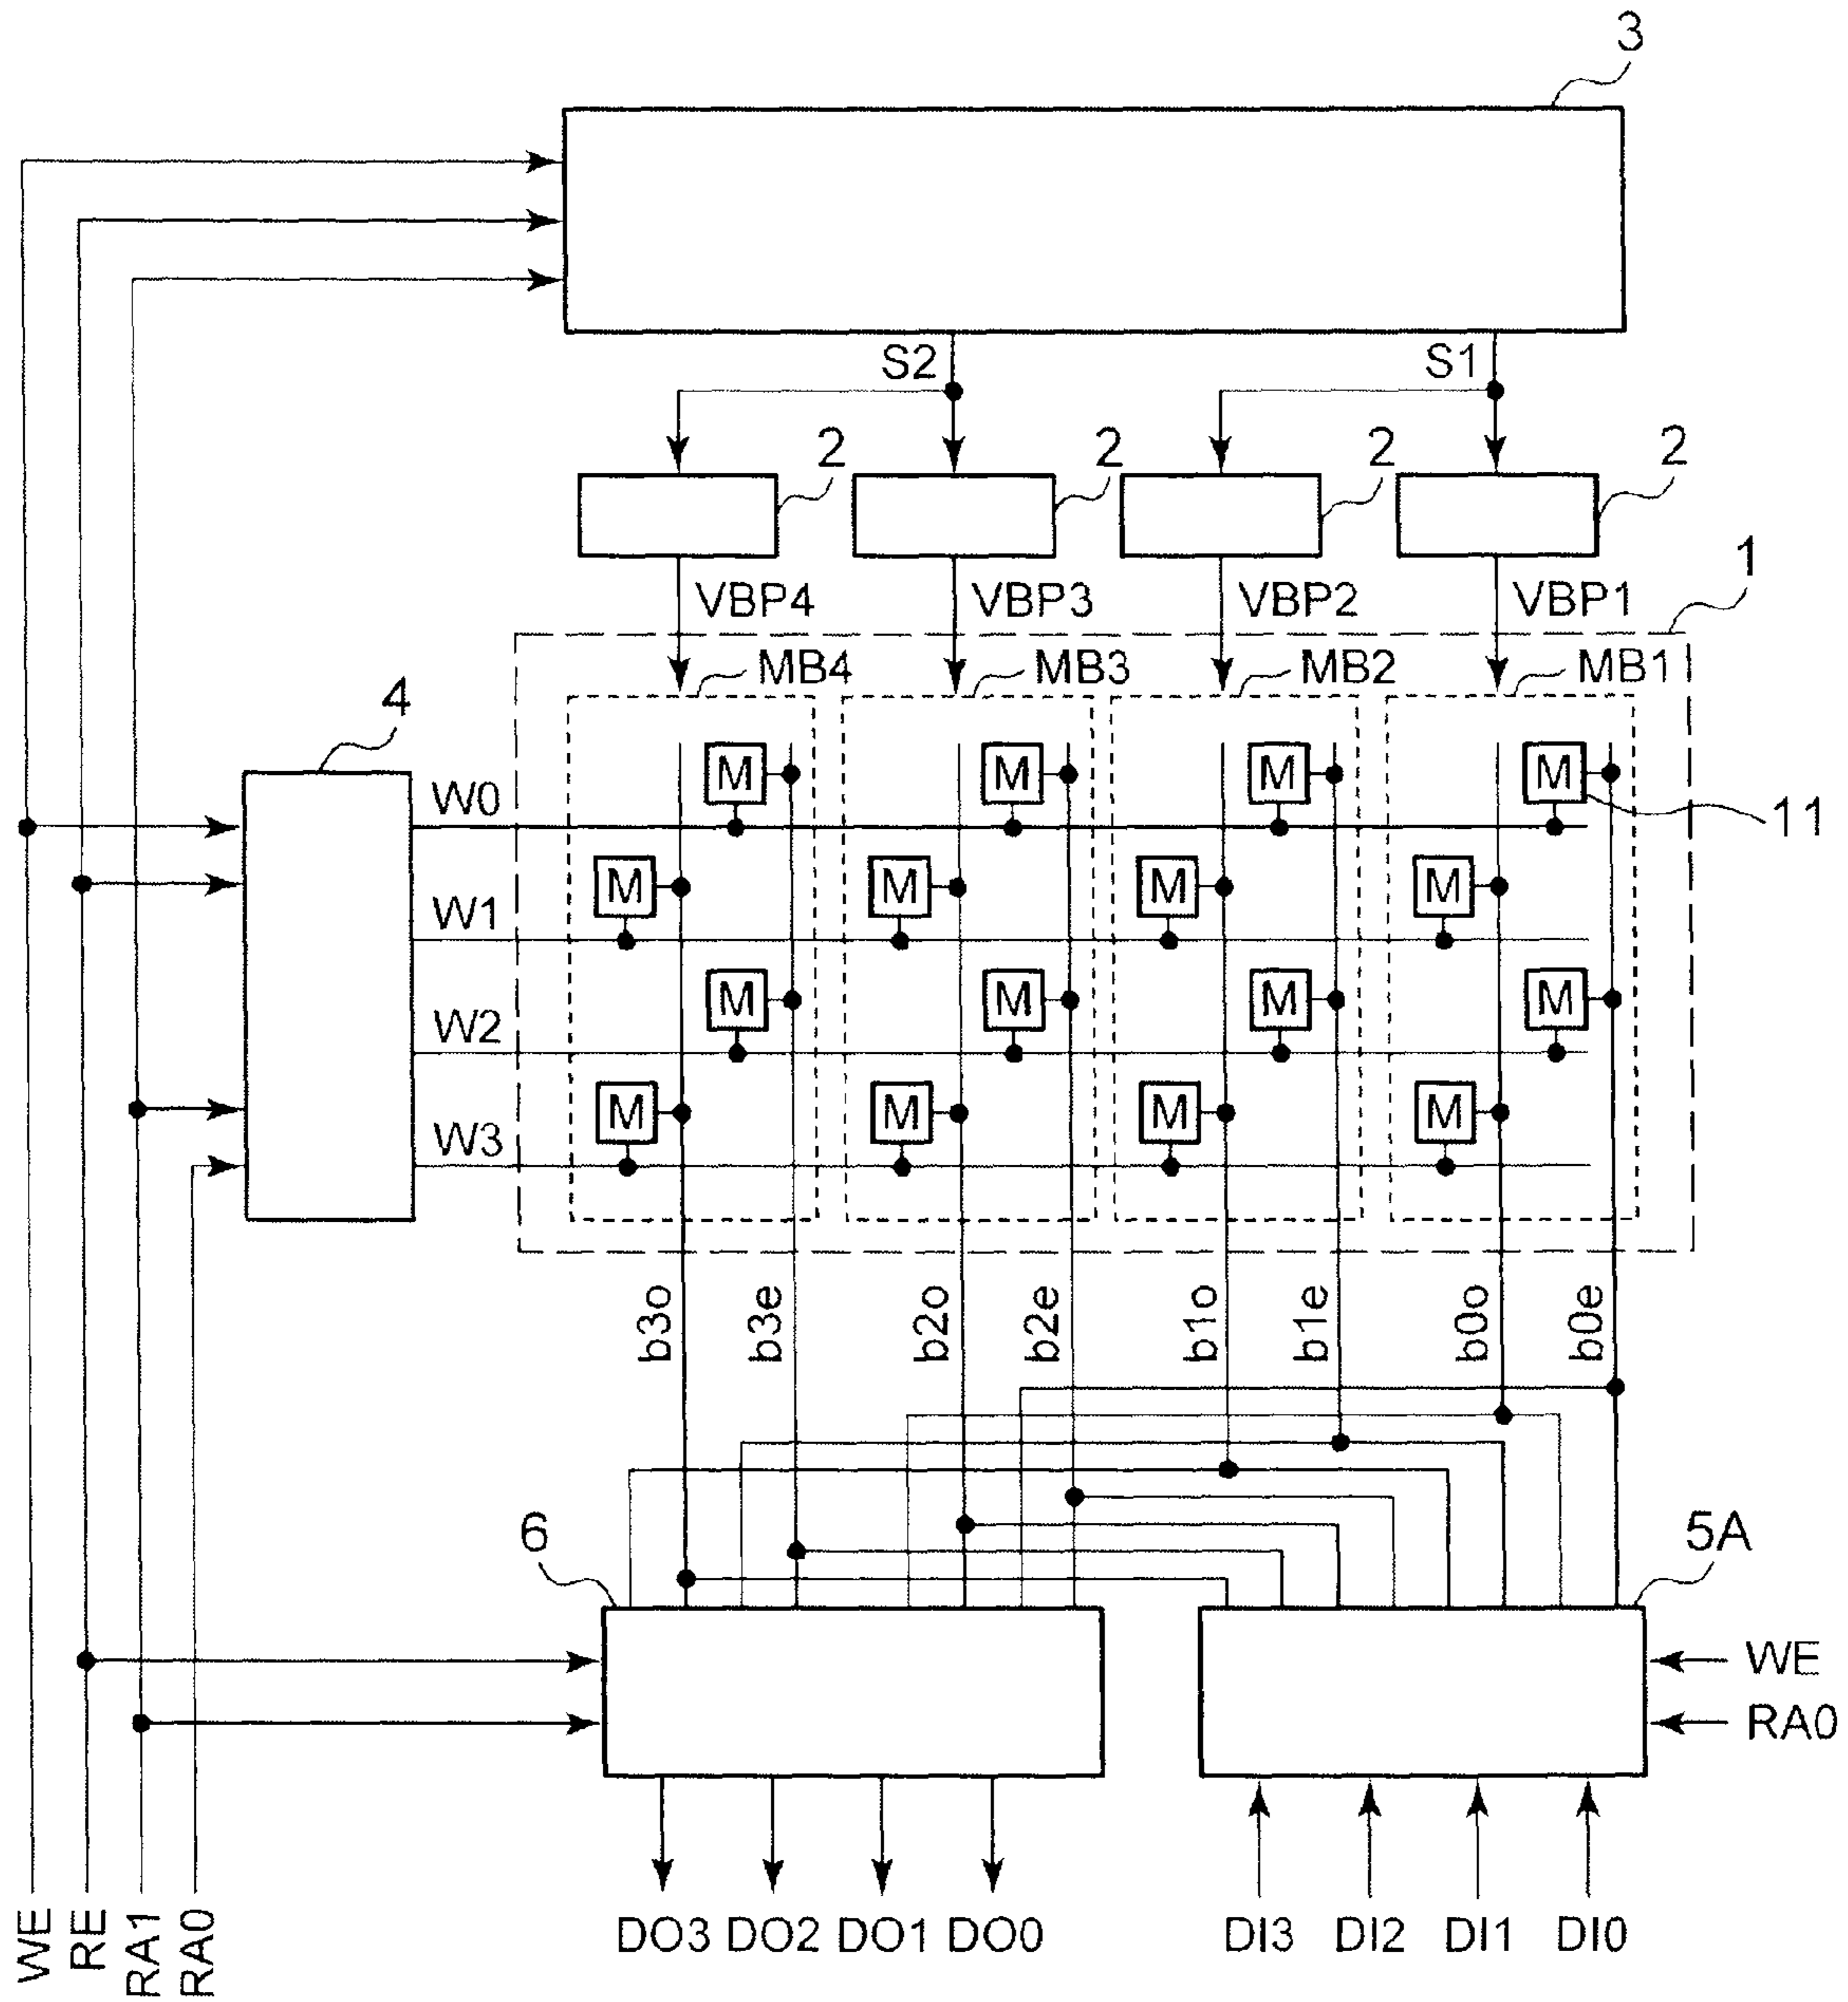 3
S2 S1
2 2 2 2
1
VBP4 VBP3 VBP2 VBP1
MB4 MB3 MB2 MB1
4
M M M M
W0
11
M M M M
W1
M M M M
W2
M M M M
W3
b3o b3e b2o b2e b1o b1e b0o b0e
6 5A
WE
RA0
WE RE RA1 RA0
DO3 DO2 DO1 DO0 DI3 DI2 DI1 DI0